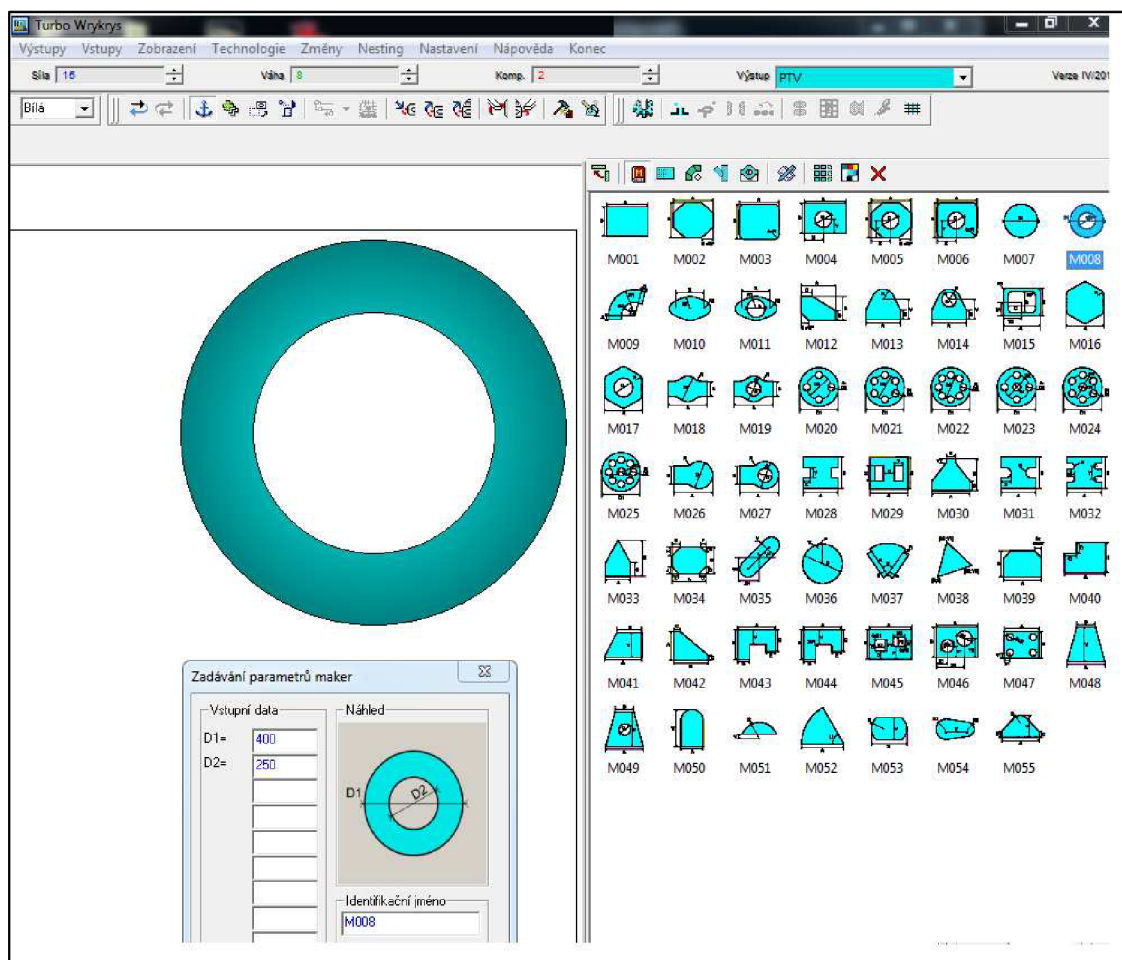 Turbo Wrykrys
Výstupy Vstupy Zobrazení Technologie Změny Nesting Nastavení Nápověda Konec
Síla 16 Váha 8 Komp. 2 Výstup PTV Verze IV/201
Bílá
M001 M002 M003 M004 M005 M006 M007 M008
M009 M010 M011 M012 M013 M014 M015 M016
M017 M018 M019 M020 M021 M022 M023 M024
M025 M026 M027 M028 M029 M030 M031 M032
M033 M034 M035 M036 M037 M038 M039 M040
M041 M042 M043 M044 M045 M046 M047 M048
M049 M050 M051 M052 M053 M054 M055
Zadávání parametrů maker
Vstupní data
D1= 400
D2= 250
Náhled
D1 D2
Identifikační jméno
M008